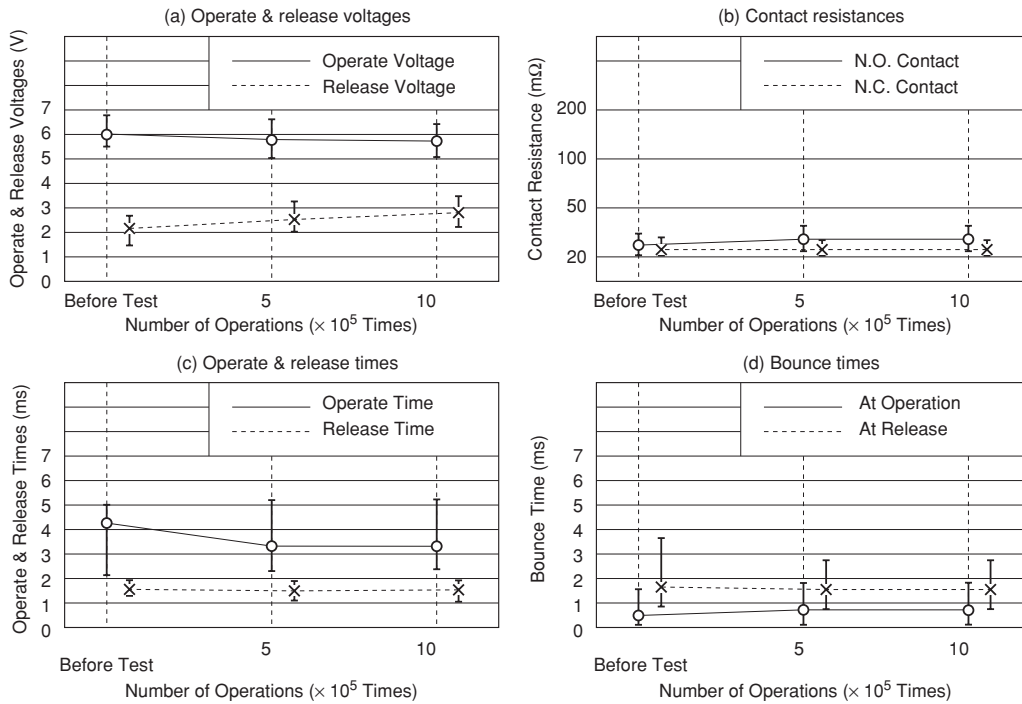 (a) Operate & release voltages
Operate & Release Voltages (V)
Operate Voltage
Release Voltage
7
6
5
4
3
2
1
0
Before Test
5
10
Number of Operations (× 10⁵ Times)
(b) Contact resistances
Contact Resistance (mΩ)
N.O. Contact
N.C. Contact
200
100
50
20
Before Test
5
10
Number of Operations (× 10⁵ Times)
(c) Operate & release times
Operate & Release Times (ms)
Operate Time
Release Time
7
6
5
4
3
2
1
0
Before Test
5
10
Number of Operations (× 10⁵ Times)
(d) Bounce times
Bounce Time (ms)
At Operation
At Release
7
6
5
4
3
2
1
0
Before Test
5
10
Number of Operations (× 10⁵ Times)